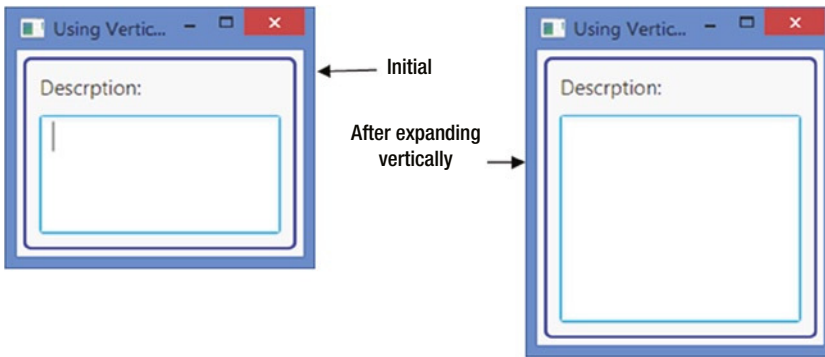 Using Vertic...
Descrption:
Initial
After expanding
vertically
Using Vertic...
Descrption: